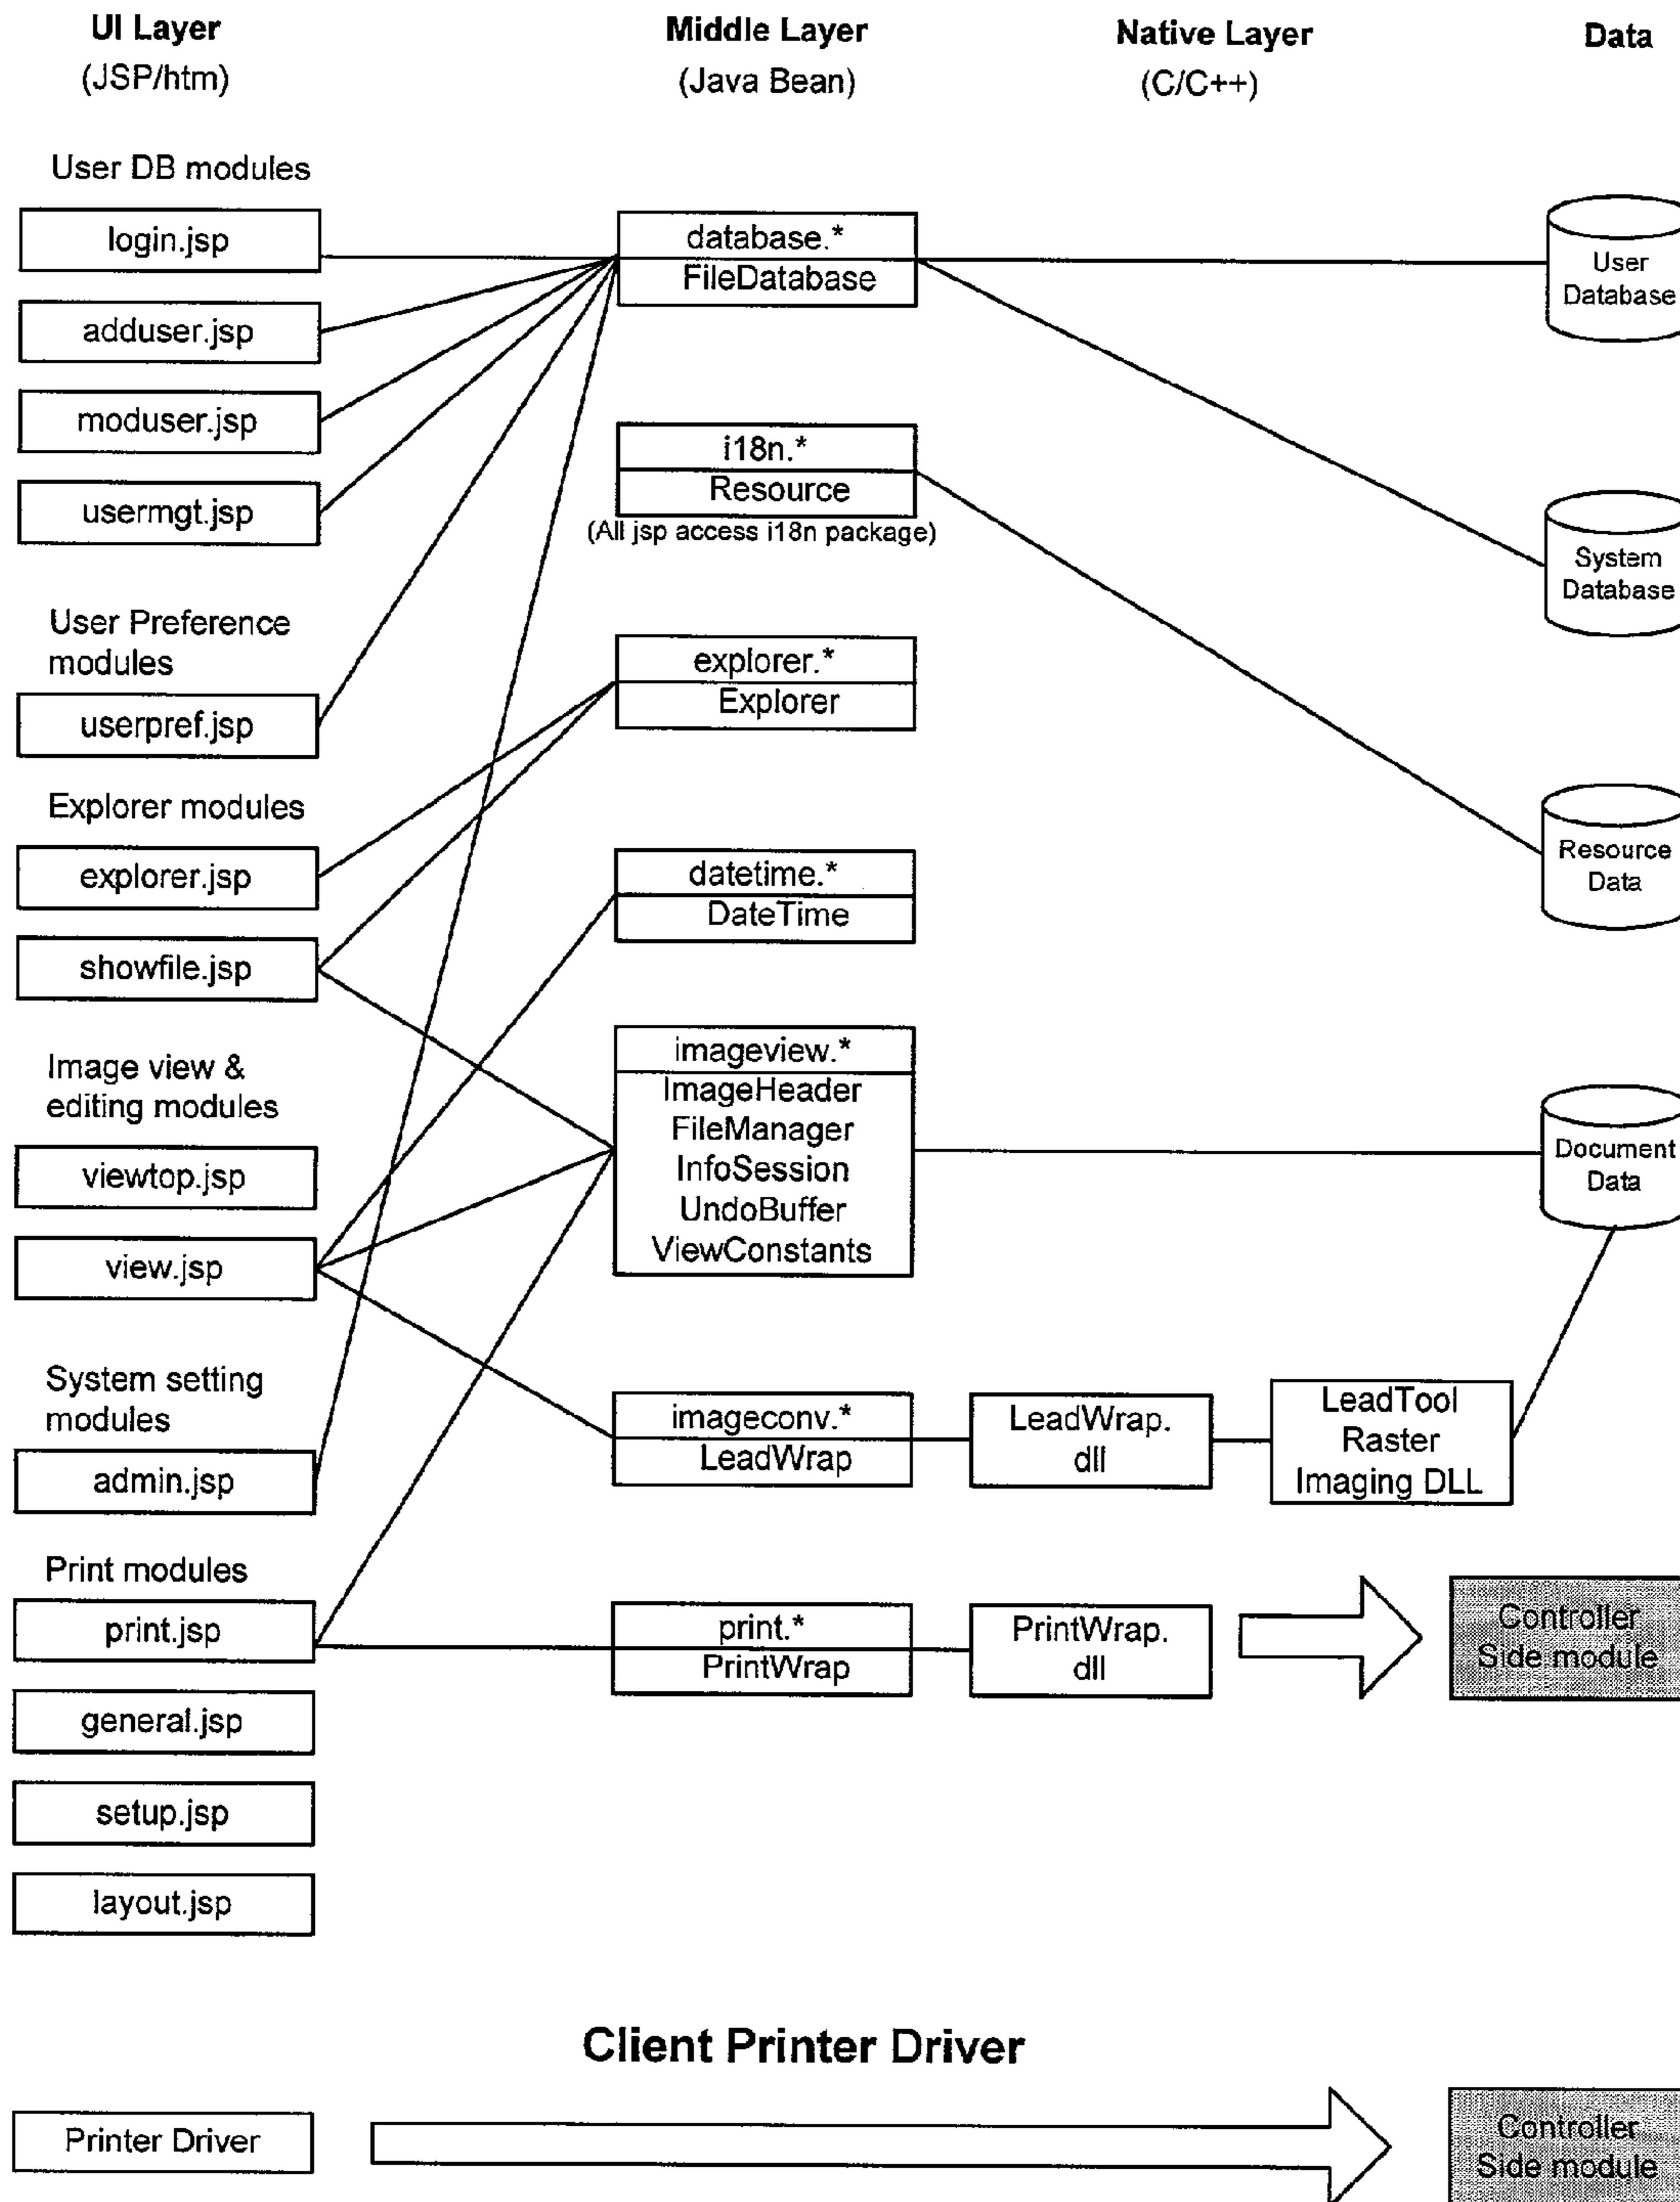 UI Layer
(JSP/htm)
Middle Layer
(Java Bean)
Native Layer
(C/C++)
Data
User DB modules
login.jsp
adduser.jsp
moduser.jsp
usermgt.jsp
User Preference
modules
userpref.jsp
Explorer modules
explorer.jsp
showfile.jsp
Image view &
editing modules
viewtop.jsp
view.jsp
System setting
modules
admin.jsp
Print modules
print.jsp
general.jsp
setup.jsp
layout.jsp
database.*
FileDatabase
i18n.*
Resource
(All jsp access i18n package)
explorer.*
Explorer
datetime.*
DateTime
imageview.*
ImageHeader
FileManager
InfoSession
UndoBuffer
ViewConstants
imageconv.*
LeadWrap
print.*
PrintWrap
LeadWrap.
dll
PrintWrap.
dll
LeadTool
Raster
Imaging DLL
User
Database
System
Database
Resource
Data
Document
Data
Controller
Side module
Client Printer Driver
Printer Driver
Controller
Side module